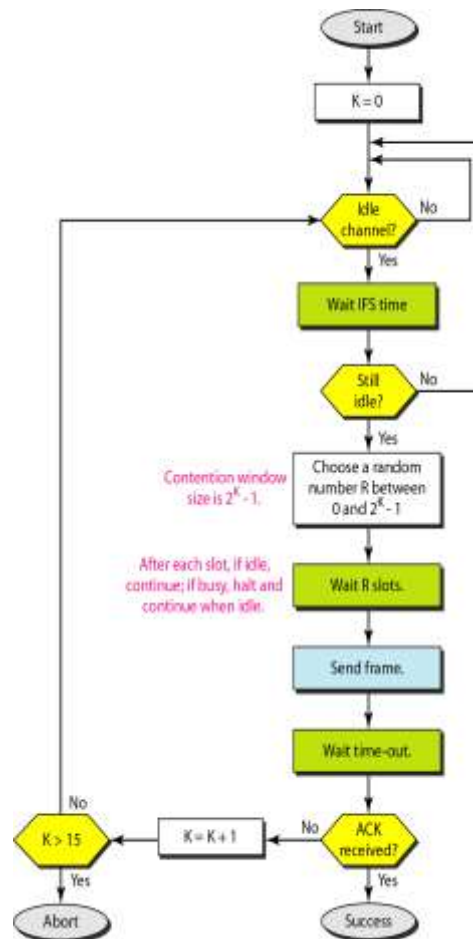 Start
K = 0
Idle
channel?
No
Yes
Wait IFS time
Still
idle?
No
Yes
Contention window
size is 2^K - 1.
Choose a random
number R between
0 and 2^K - 1
After each slot, if idle,
continue; if busy, halt and
continue when idle.
Wait R slots.
Send frame.
Wait time-out.
ACK
received?
No
Yes
K = K + 1
K > 15
No
Yes
Abort
Success